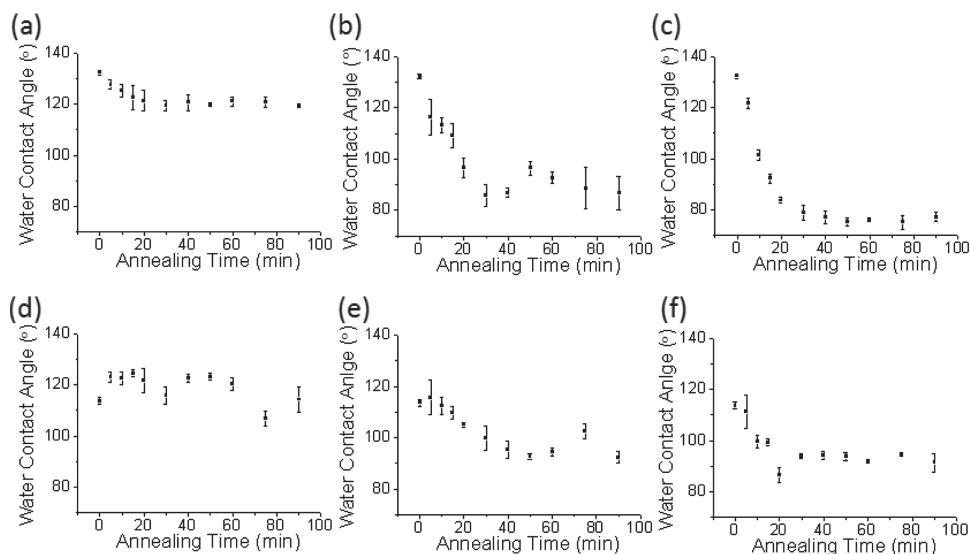 (a)
Water Contact Angle (°)
140
120
100
80
0 20 40 60 80 100
Annealing Time (min)
(b)
Water Contact Angle (°)
140
120
100
80
0 20 40 60 80 100
Annealing Time (min)
(c)
Water Contact Angle (°)
140
120
100
80
0 20 40 60 80 100
Annealing Time (min)
(d)
Water Contact Angle (°)
140
120
100
80
0 20 40 60 80 100
Annealing Time (min)
(e)
Water Contact Anlge (°)
140
120
100
80
0 20 40 60 80 100
Annealing Time (min)
(f)
Water Contact Angle (°)
140
120
100
80
0 20 40 60 80 100
Annealing Time (min)